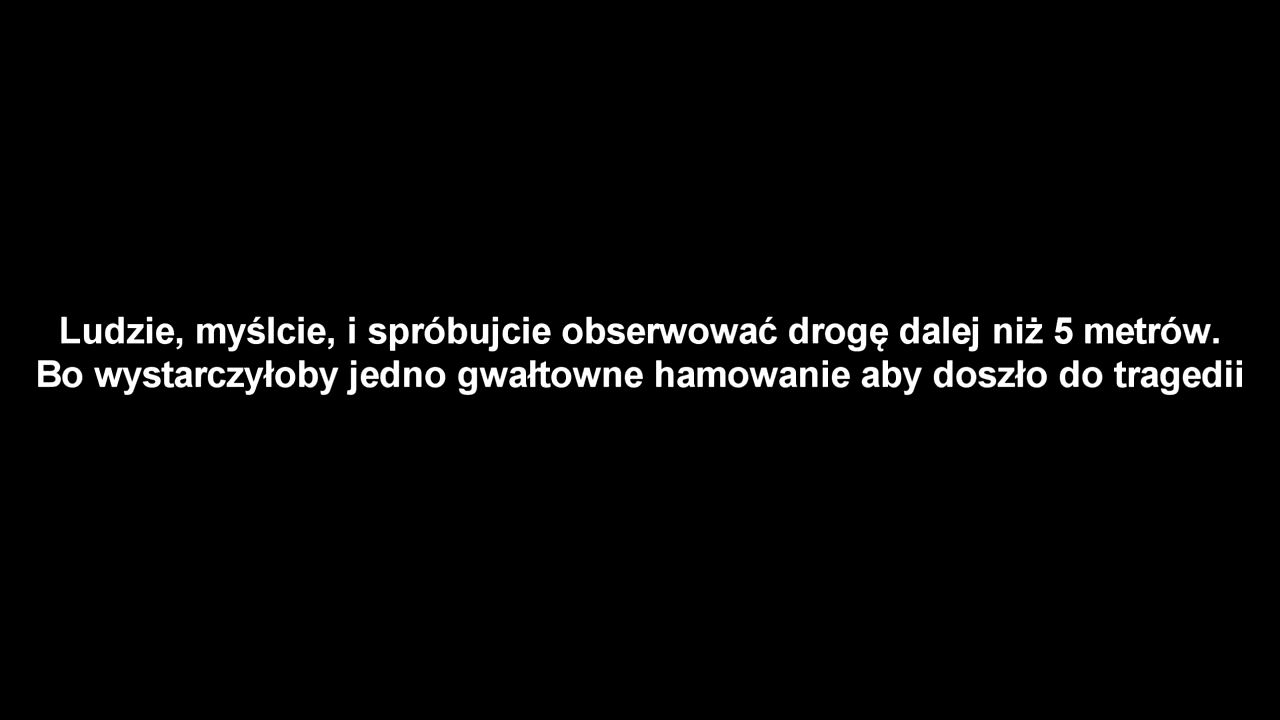 Ludzie, myślcie, i spróbujcie obserwować drogę dalej niż 5 metrów.
Bo wystarczyłoby jedno gwałtowne hamowanie aby doszło do tragedii